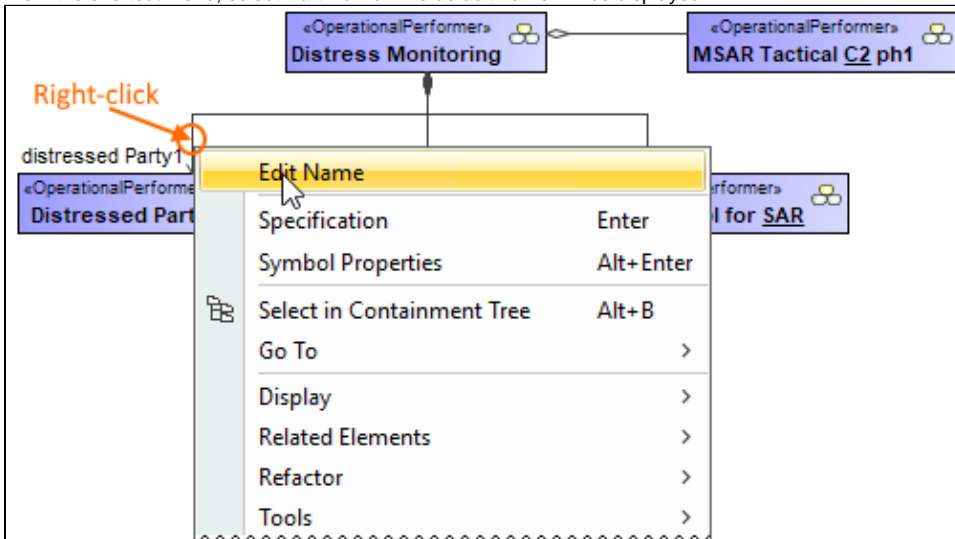 «OperationalPerformer»
Distress Monitoring
«OperationalPerformer»
MSAR Tactical C2 ph1
Right-click
distressed Party1
«OperationalPerforme
Distressed Part
rformer»
l for SAR
Edit Name
Specification Enter
Symbol Properties Alt+Enter
Select in Containment Tree Alt+B
Go To
Display
Related Elements
Refactor
Tools